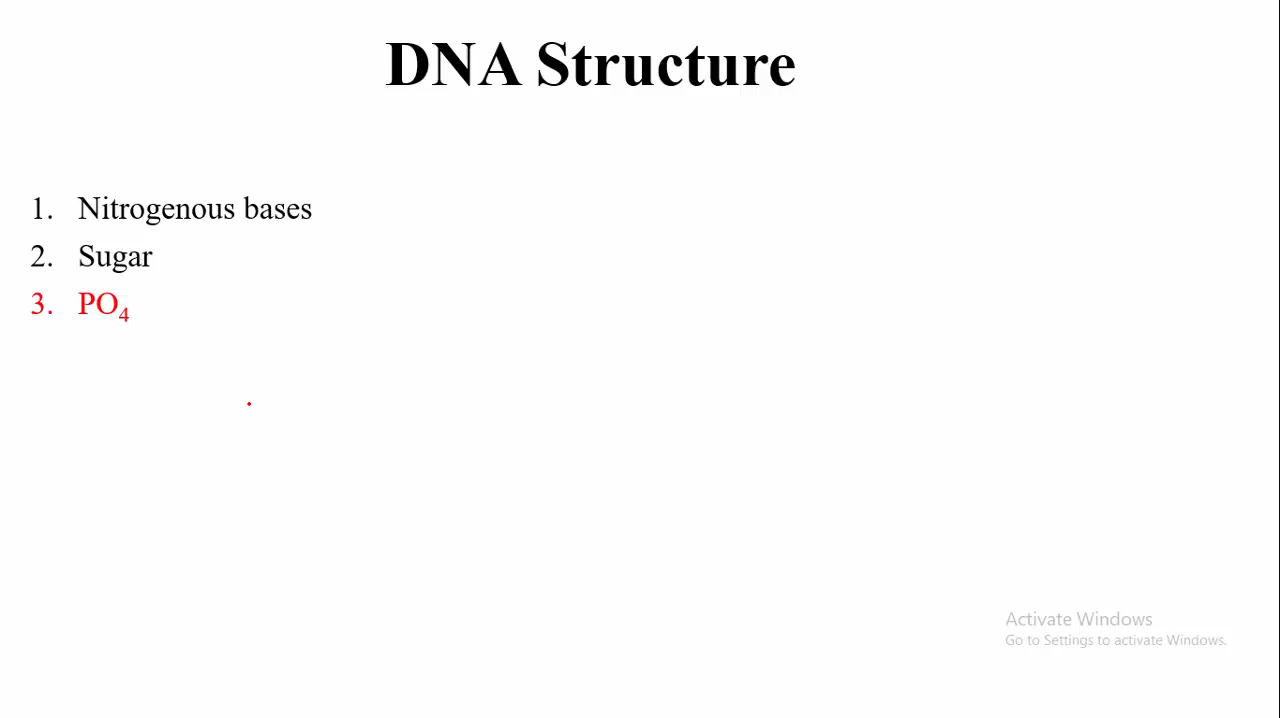 DNA Structure
1. Nitrogenous bases
2. Sugar
3. PO₄
Activate Windows
Go to Settings to activate Windows.